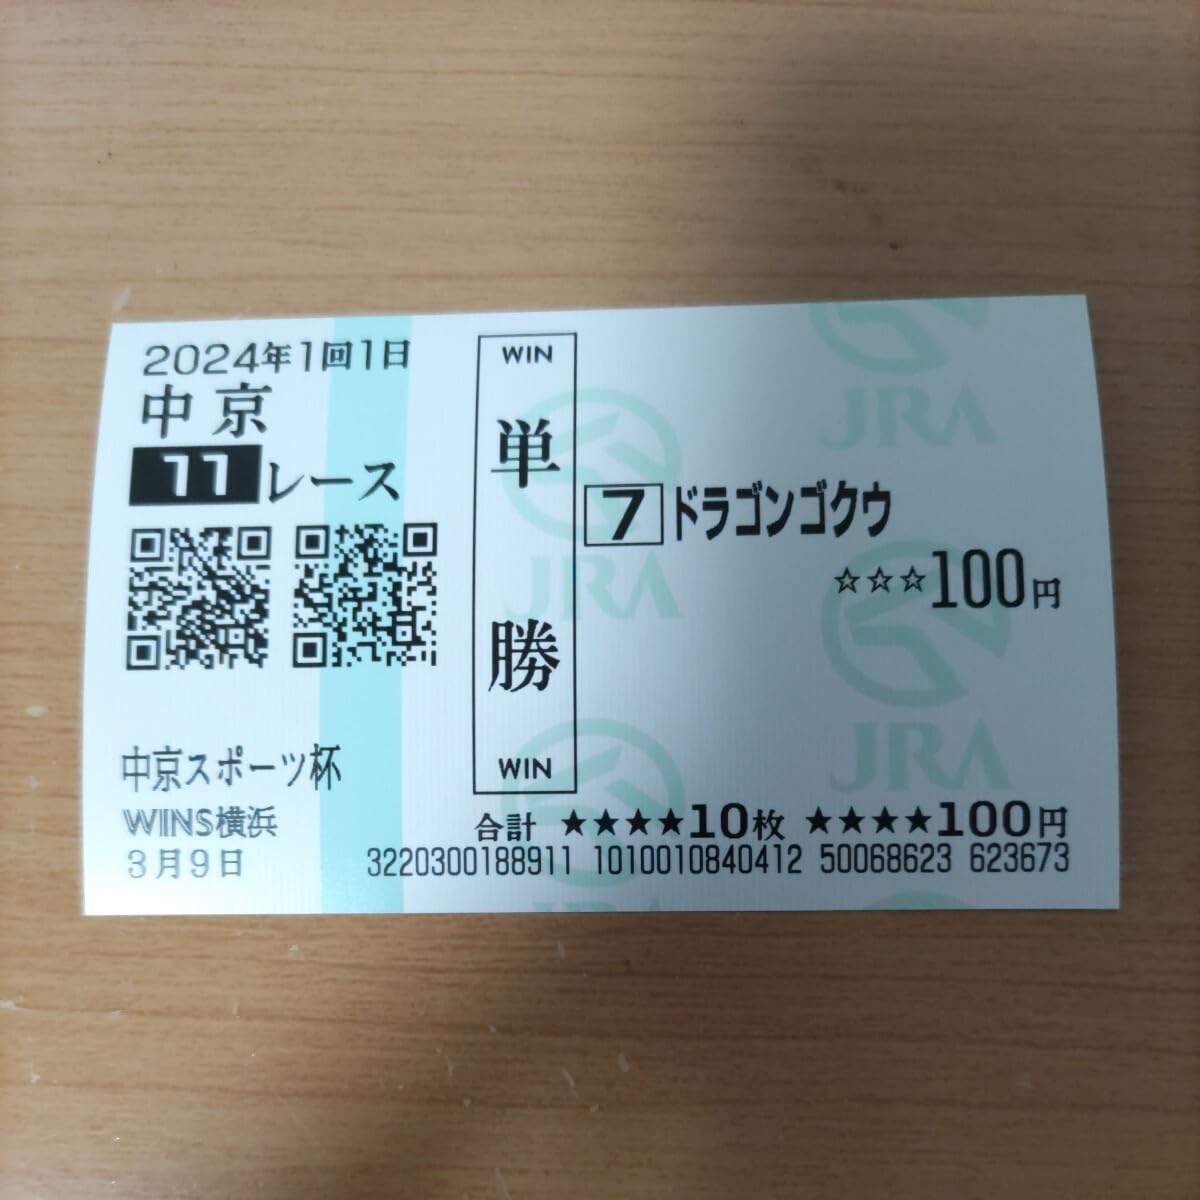 2024年1回1日
中京
11レース
中京スポーツ杯
WINS横浜
3月9日
WIN
単勝
WIN
7 ドラゴンゴクウ
☆☆☆100円
合計 ★★★★10枚 ★★★★100円
3220300188911 1010010840412 50068623 623673
JRA
JRA
JRA
JRA